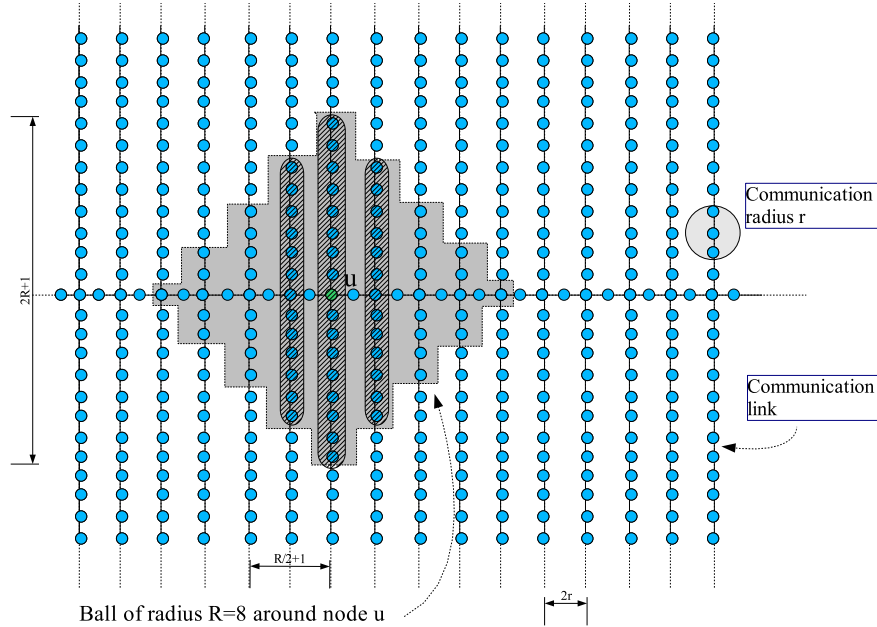 Communication
radius r
u
2R+1
Communication
link
R/2+1
2r
Ball of radius R=8 around node u